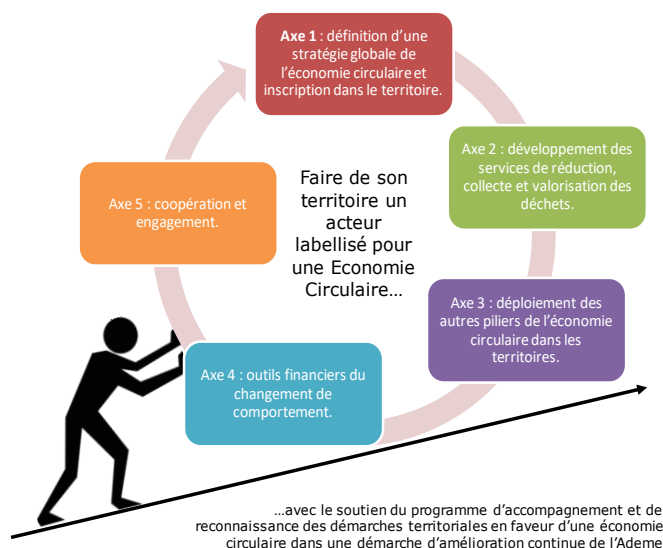 Axe 1 : définition d'une
stratégie globale de
l'économie circulaire et
inscription dans le territoire.
Axe 2 : développement des
services de réduction,
collecte et valorisation des
déchets.
Axe 5 : coopération et
engagement.
Faire de son
territoire un
acteur
labellisé pour
une Economie
Circulaire…
Axe 3 : déploiement des
autres piliers de l'économie
circulaire dans les
territoires.
Axe 4 : outils financiers du
changement de
comportement.
…avec le soutien du programme d'accompagnement et de
reconnaissance des démarches territoriales en faveur d'une économie
circulaire dans une démarche d'amélioration continue de l'Ademe